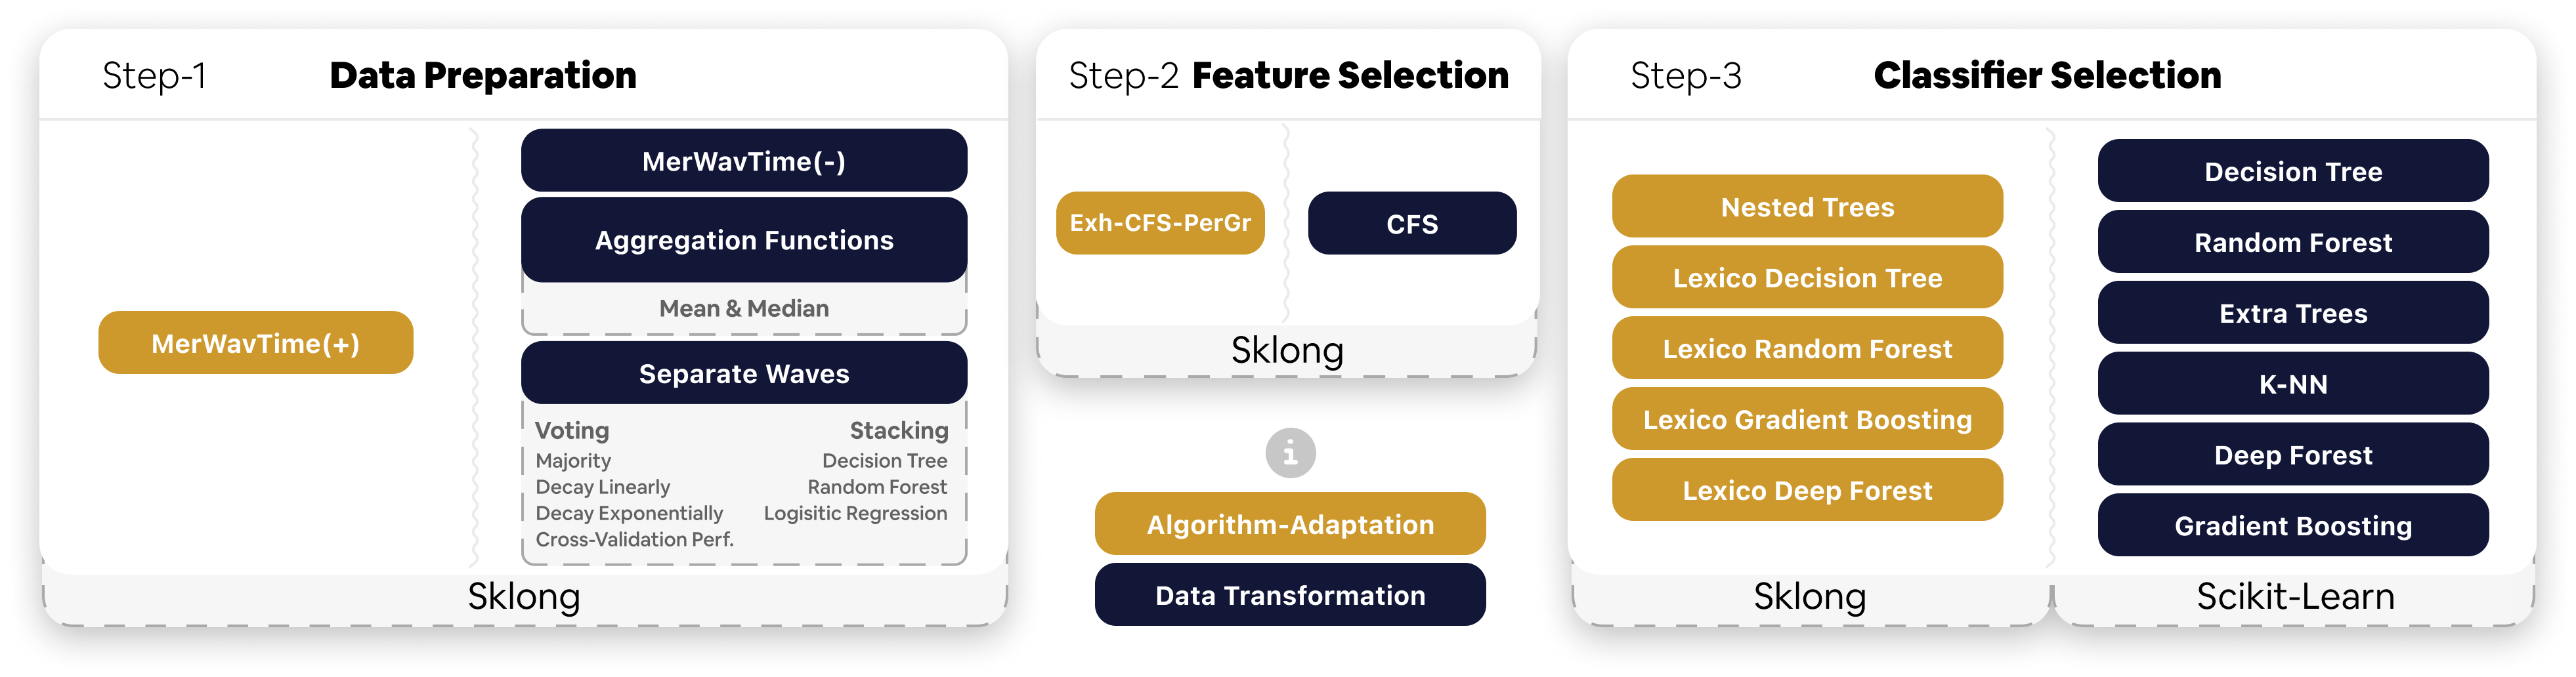 Step-1 Data Preparation
MerWavTime(+)
MerWavTime(-)
Aggregation Functions
Mean & Median
Separate Waves
Voting
Majority
Decay Linearly
Decay Exponentially
Cross-Validation Perf.
Stacking
Decision Tree
Random Forest
Logisitic Regression
Sklong
Step-2 Feature Selection
Exh-CFS-PerGr
CFS
Sklong
i
Algorithm-Adaptation
Data Transformation
Step-3 Classifier Selection
Nested Trees
Lexico Decision Tree
Lexico Random Forest
Lexico Gradient Boosting
Lexico Deep Forest
Sklong
Decision Tree
Random Forest
Extra Trees
K-NN
Deep Forest
Gradient Boosting
Scikit-Learn